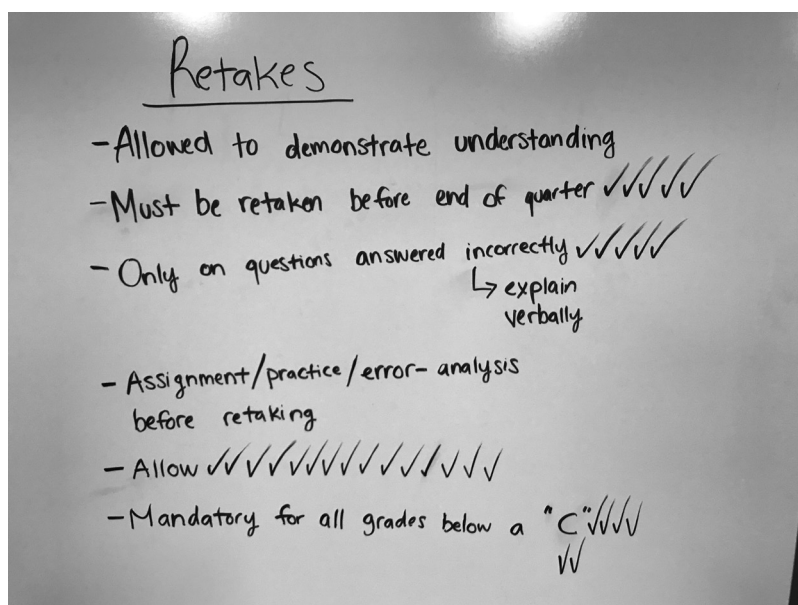 Retakes
- Allowed to demonstrate understanding
- Must be retaken before end of quarter ✓✓✓✓✓
- Only on questions answered incorrectly ✓✓✓✓✓
↳ explain
verbally
- Assignment/practice/error-analysis
before retaking
- Allow ✓✓✓✓✓✓✓✓✓✓✓✓✓✓
- Mandatory for all grades below a "C" ✓✓✓✓
✓✓